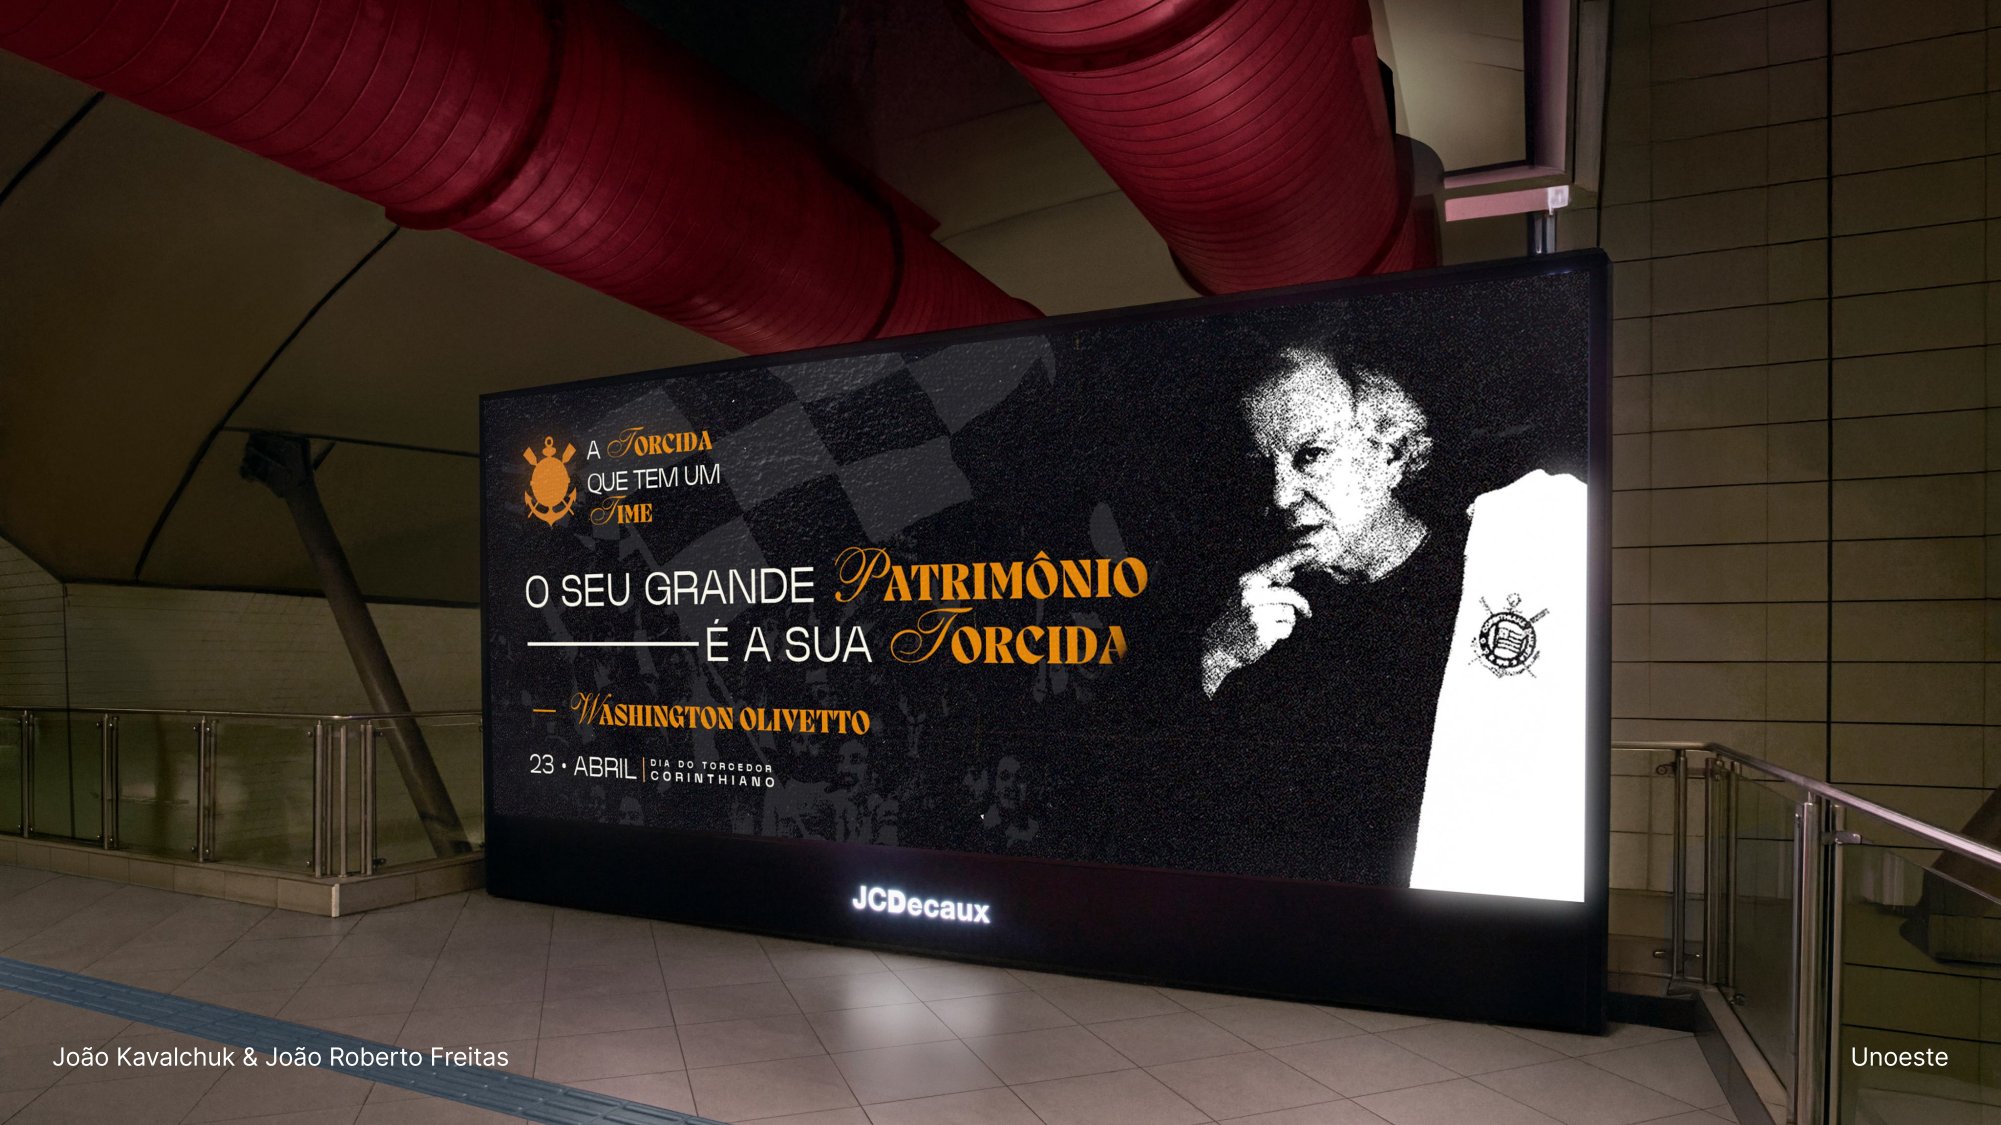 A TORCIDA
QUE TEM UM
TIME
O SEU GRANDE PATRIMÔNIO
É A SUA TORCIDA
— WASHINGTON OLIVETTO
23 • ABRIL | DIA DO TORCEDOR
CORINTHIANO
JCDecaux
João Kavalchuk & João Roberto Freitas
Unoeste